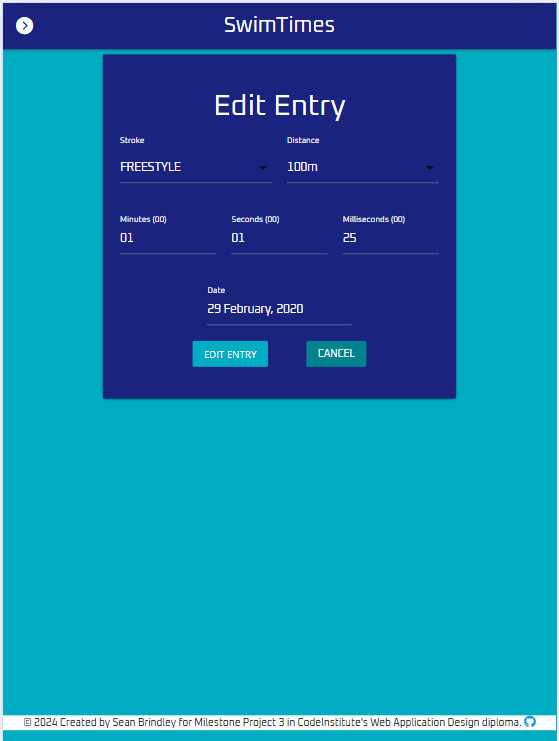 SwimTimes
Edit Entry
Stroke Distance
FREESTYLE 100m
Minutes (00) Seconds (00) Milliseconds (00)
01 01 25
Date
29 February, 2020
EDIT ENTRY CANCEL
© 2024 Created by Sean Brindley for Milestone Project 3 in CodeInstitute's Web Application Design diploma.